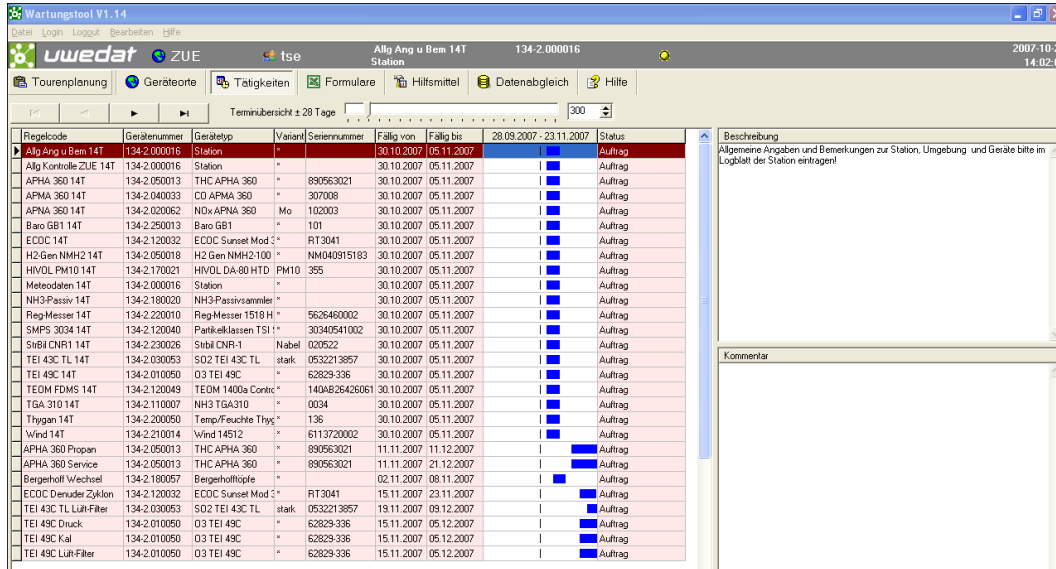 Wartungstool V1.14
Datei Login Loggut Bearbeiten Hilfe
uwedat ZUE tse Allg Ang u Bem 14T 134-2.000016 2007-10-
Station 14:02:
Tourenplanung Geräteorte Tätigkeiten Formulare Hilfsmittel Datenabgleich Hilfe
Terminübersicht ± 28 Tage 300
Regelcode Gerätenummer Gerätetyp Variant Seriennummer Fällig von Fällig bis 28.09.2007 - 23.11.2007 Status Beschreibung
Allg Ang u Bem 14T 134-2.000016 Station * 30.10.2007 05.11.2007 Auftrag Allgemeine Angaben und Bemerkungen zur Station, Umgebung und Geräte bitte im
Logblatt der Station eintragen!
Allg Kontrolle ZUE 14T 134-2.000016 Station * 30.10.2007 05.11.2007 Auftrag
APHA 360 14T 134-2.050013 THC APHA 360 * 890563021 30.10.2007 05.11.2007 Auftrag
APMA 360 14T 134-2.040033 CO APMA 360 * 307008 30.10.2007 05.11.2007 Auftrag
APNA 360 14T 134-2.020062 NOx APNA 360 Mo 102003 30.10.2007 05.11.2007 Auftrag
Baro GB1 14T 134-2.250013 Baro GB1 * 101 30.10.2007 05.11.2007 Auftrag
ECOC 14T 134-2.120032 ECOC Sunset Mod * RT3041 30.10.2007 05.11.2007 Auftrag
H2-Gen NMH2 14T 134-2.050018 H2 Gen NMH2-100 * NM040915183 30.10.2007 05.11.2007 Auftrag
HIVOL PM10 14T 134-2.170021 HIVOL DA-80 HTD PM10 355 30.10.2007 05.11.2007 Auftrag
Meteodaten 14T 134-2.000016 Station * 30.10.2007 05.11.2007 Auftrag
NH3-Passiv 14T 134-2.180020 NH3-Passivsammler * 30.10.2007 05.11.2007 Auftrag
Reg-Messer 14T 134-2.220010 Reg-Messer 1518 H * 5626460002 30.10.2007 05.11.2007 Auftrag
SMPS 3034 14T 134-2.120040 Partikelklassen TSI * 30340541002 30.10.2007 05.11.2007 Auftrag
StrBil CNR1 14T 134-2.230026 Strbil CNR-1 Nabel 020522 30.10.2007 05.11.2007 Auftrag
TEI 43C TL 14T 134-2.030053 SO2 TEI 43C TL stark 0532213857 30.10.2007 05.11.2007 Auftrag Kommentar
TEI 49C 14T 134-2.010050 O3 TEI 49C * 62829-336 30.10.2007 05.11.2007 Auftrag
TEOM FDMS 14T 134-2.120049 TEOM 1400a Contrc * 140AB26426061 30.10.2007 05.11.2007 Auftrag
TGA 310 14T 134-2.110007 NH3 TGA310 * 0034 30.10.2007 05.11.2007 Auftrag
Thygan 14T 134-2.200050 Temp/Feuchte Thyg * 136 30.10.2007 05.11.2007 Auftrag
Wind 14T 134-2.210014 Wind 14512 * 6113720002 30.10.2007 05.11.2007 Auftrag
APHA 360 Propan 134-2.050013 THC APHA 360 * 890563021 11.11.2007 11.12.2007 Auftrag
APHA 360 Service 134-2.050013 THC APHA 360 * 890563021 11.11.2007 21.12.2007 Auftrag
Bergerhoff Wechsel 134-2.180057 Bergerhofftöpfe * 02.11.2007 08.11.2007 Auftrag
ECOC Denuder Zyklon 134-2.120032 ECOC Sunset Mod * RT3041 15.11.2007 23.11.2007 Auftrag
TEI 43C TL Lüft-Filter 134-2.030053 SO2 TEI 43C TL stark 0532213857 19.11.2007 09.12.2007 Auftrag
TEI 49C Druck 134-2.010050 O3 TEI 49C * 62829-336 15.11.2007 05.12.2007 Auftrag
TEI 49C Kal 134-2.010050 O3 TEI 49C * 62829-336 15.11.2007 05.12.2007 Auftrag
TEI 49C Lüft-Filter 134-2.010050 O3 TEI 49C * 62829-336 15.11.2007 05.12.2007 Auftrag